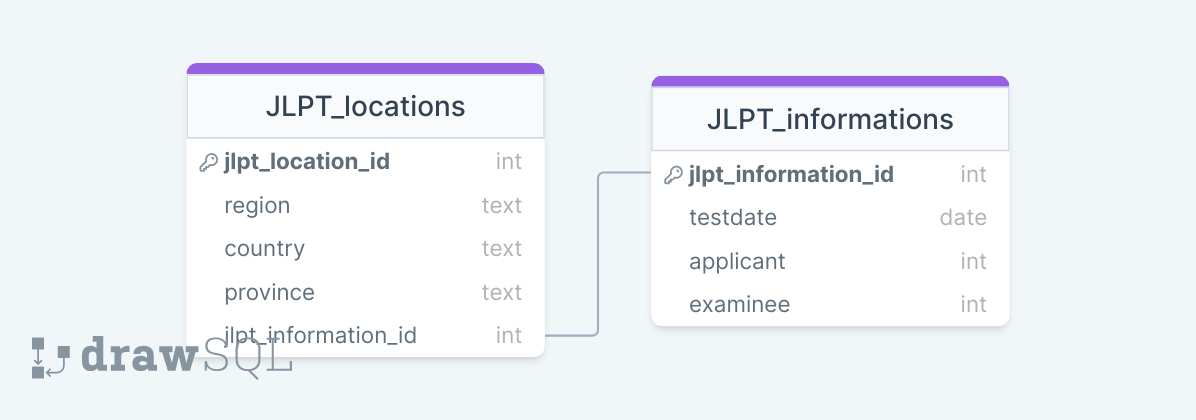 JLPT_locations
jlpt_location_id int
region text
country text
province text
jlpt_information_id int
JLPT_informations
jlpt_information_id int
testdate date
applicant int
examinee int
drawSQL